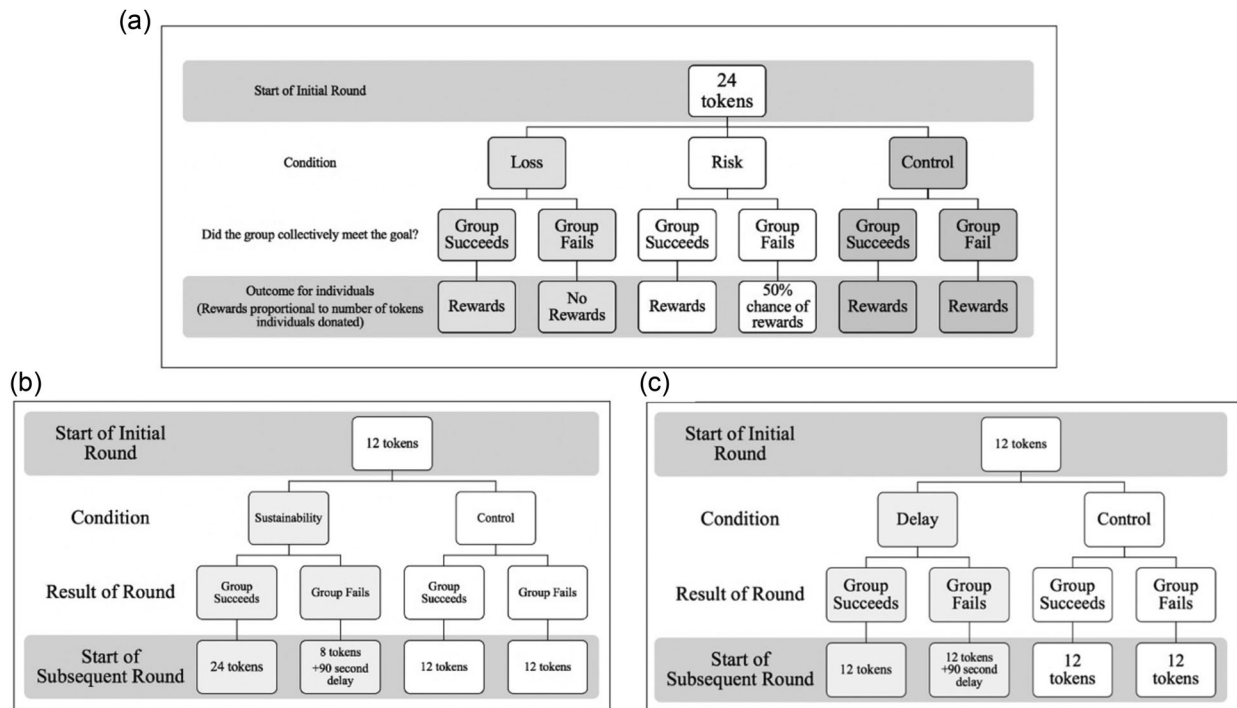 (a)
Start of Initial Round
24
tokens
Condition
Loss
Risk
Control
Did the group collectively meet the goal?
Group
Succeeds
Group
Fails
Group
Succeeds
Group
Fails
Group
Succeeds
Group
Fail
Outcome for individuals
(Rewards proportional to number of tokens
individuals donated)
Rewards
No
Rewards
Rewards
50%
chance of
rewards
Rewards
Rewards
(b)
Start of Initial
Round
12 tokens
Condition
Sustainability
Control
Result of Round
Group
Succeeds
Group Fails
Group
Succeeds
Group Fails
Start of
Subsequent Round
24 tokens
8 tokens
+90 second
delay
12 tokens
12 tokens
(c)
Start of Initial
Round
12 tokens
Condition
Delay
Control
Result of Round
Group
Succeeds
Group
Fails
Group
Succeeds
Group
Fails
Start of
Subsequent Round
12 tokens
12 tokens
+90 second
delay
12
tokens
12
tokens